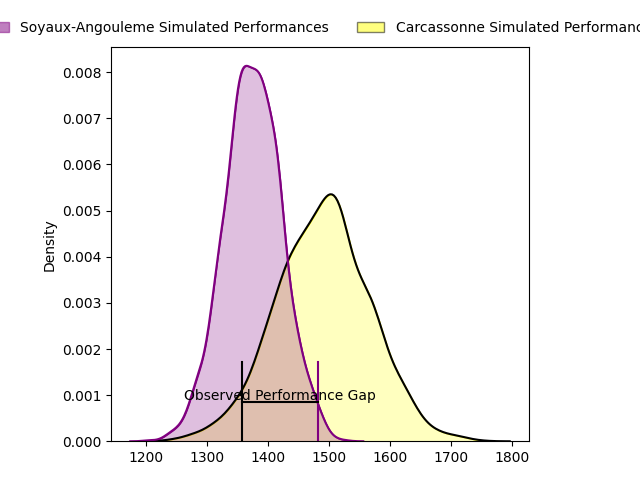 Soyaux-Angouleme Simulated Performances
Carcassonne Simulated
Density
0.008
0.007
0.006
0.005
0.004
0.003
0.002
0.001
0.000
Observed Performance Gap
1200 1300 1400 1500 1600 1700 1800